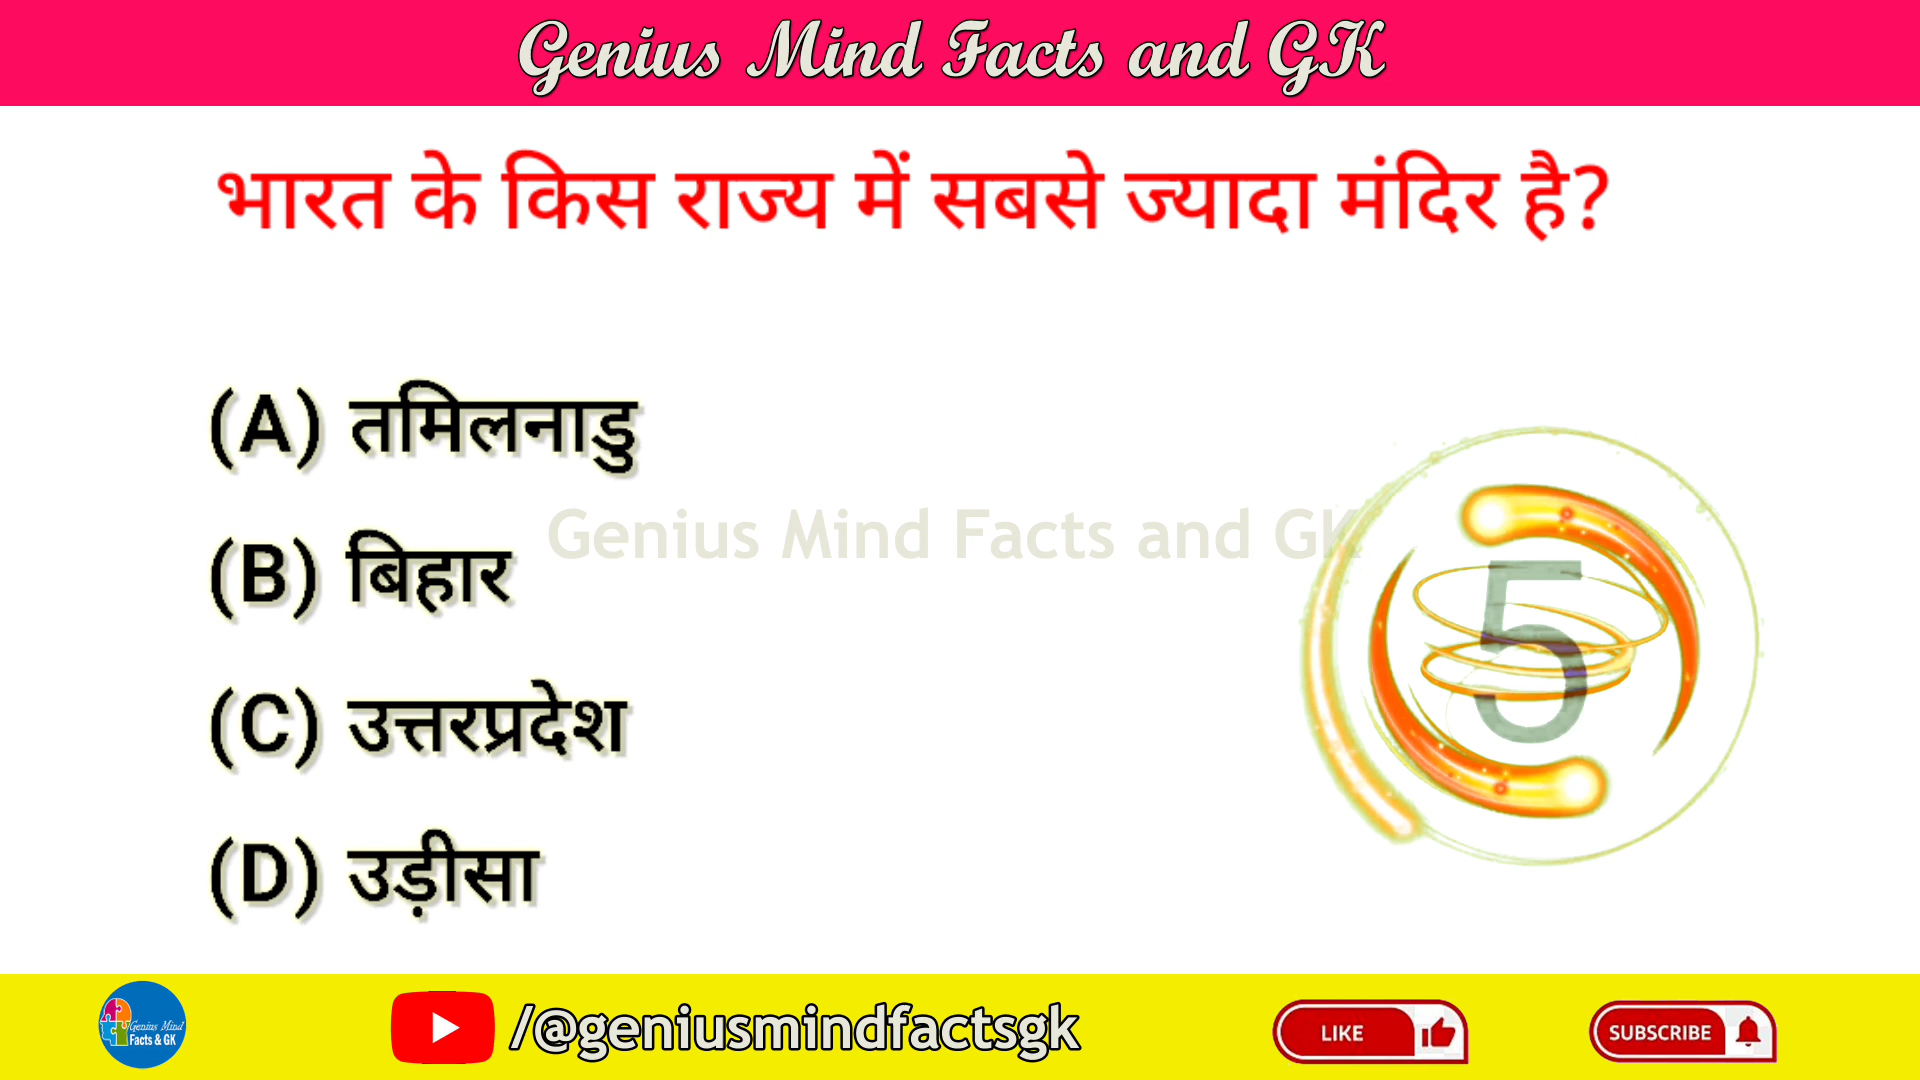 Genius Mind Facts and GK
भारत के किस राज्य में सबसे ज्यादा मंदिर है?
(A) तमिलनाडु
Genius Mind Facts and GK
(B) बिहार
5
(C) उत्तरप्रदेश
(D) उड़ीसा
Genius Mind
Facts & GK
/@geniusmindfactsgk
LIKE
SUBSCRIBE